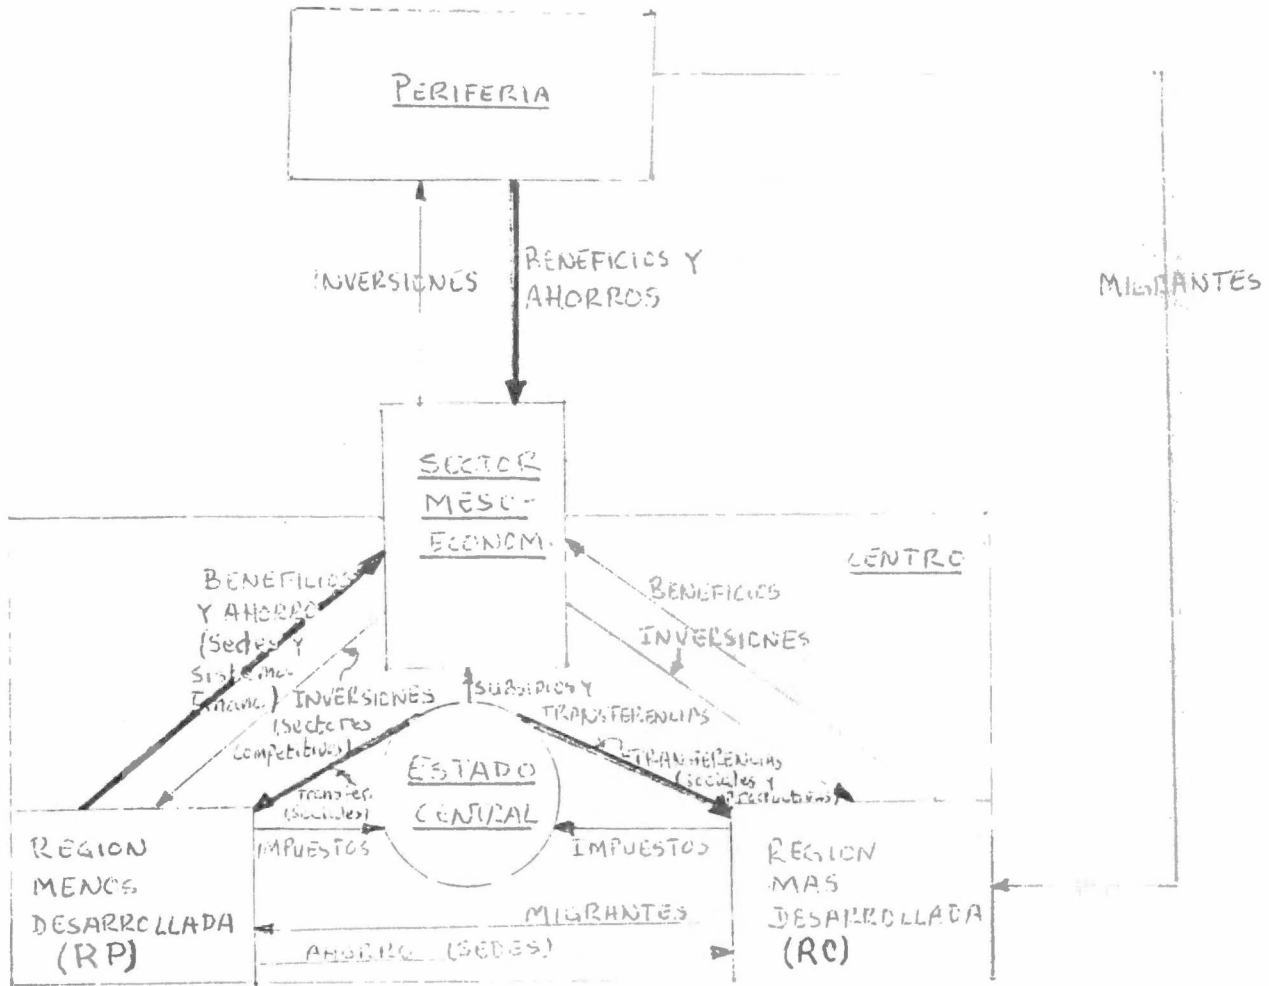 PERIFERIA
INVERSIONES
BENEFICIOS Y
AHORROS
MIGRANTES
SECTOR
MESO-
ECONOM.
CENTRO
BENEFICIOS
Y AHORRO
(Sedes y
sistema
Financ.)
INVERSIONES
(sectores
competitivos)
BENEFICIOS
INVERSIONES
SUBSIDIOS Y
TRANSFERENCIAS
TRANSFERENCIAS
(sociales y
productivas)
ESTADO
CENTRAL
Transfer.
(sociales)
IMPUESTOS
IMPUESTOS
REGION
MENOS
DESARROLLADA
(RP)
REGION
MAS
DESARROLLADA
(RC)
MIGRANTES
AHORRO (SEDES)